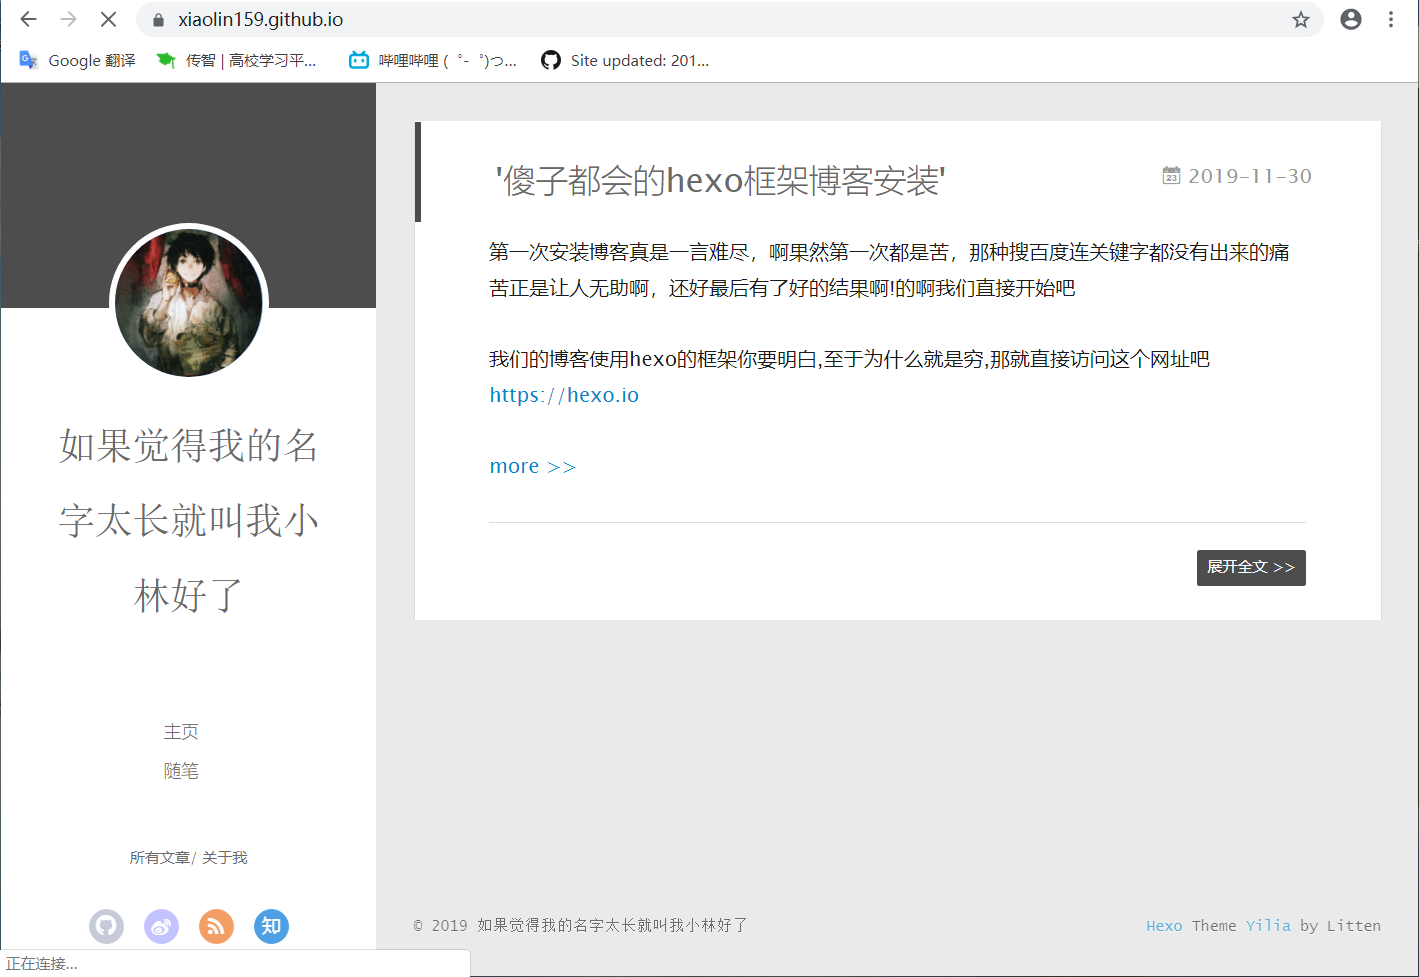 xiaolin159.github.io
Google 翻译 传智 | 高校学习平... 哔哩哔哩 ( ゜- ゜)つ... Site updated: 201...
'傻子都会的hexo框架博客安装'
23 2019-11-30
第一次安装博客真是一言难尽，啊果然第一次都是苦，那种搜百度连关键字都没有出来的痛
苦正是让人无助啊，还好最后有了好的结果啊!的啊我们直接开始吧
我们的博客使用hexo的框架你要明白,至于为什么就是穷,那就直接访问这个网址吧
https://hexo.io
more >>
展开全文 >>
如果觉得我的名
字太长就叫我小
林好了
主页
随笔
所有文章/ 关于我
知
© 2019 如果觉得我的名字太长就叫我小林好了
Hexo Theme Yilia by Litten
正在连接...